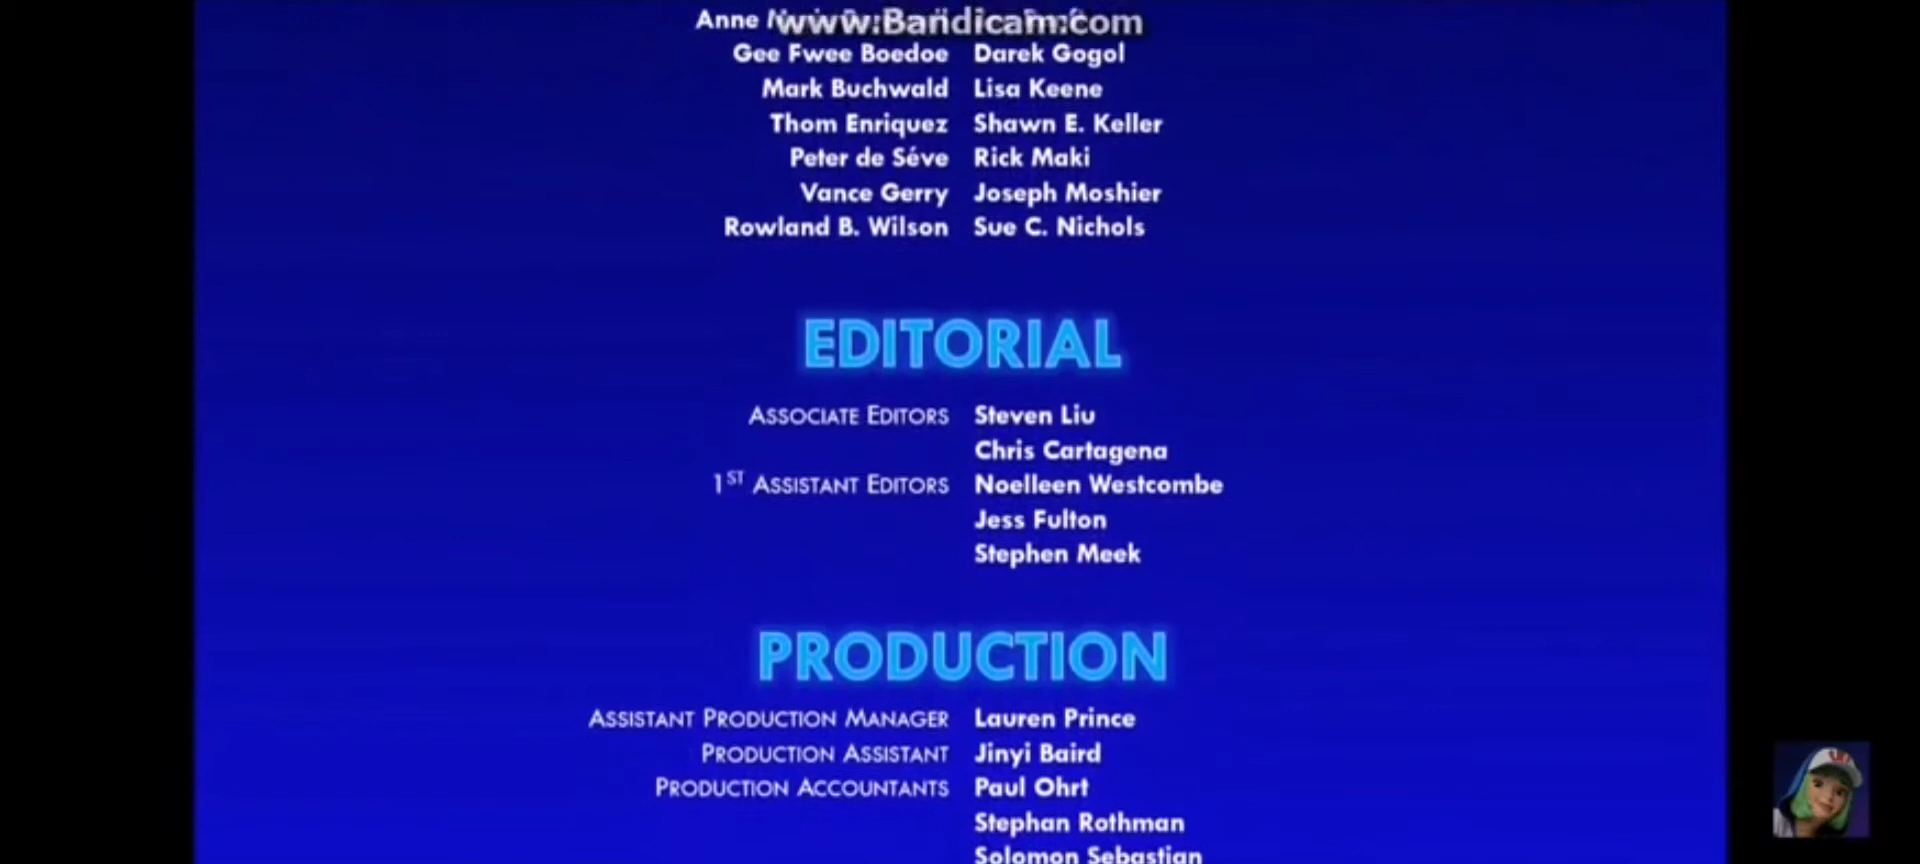 www.Bandicam.com
Anne
Gee Fwee Boedoe Darek Gogol
Mark Buchwald Lisa Keene
Thom Enriquez Shawn E. Keller
Peter de Séve Rick Maki
Vance Gerry Joseph Moshier
Rowland B. Wilson Sue C. Nichols
EDITORIAL
ASSOCIATE EDITORS Steven Liu
Chris Cartagena
1ST ASSISTANT EDITORS Noelleen Westcombe
Jess Fulton
Stephen Meek
PRODUCTION
ASSISTANT PRODUCTION MANAGER Lauren Prince
PRODUCTION ASSISTANT Jinyi Baird
PRODUCTION ACCOUNTANTS Paul Ohrt
Stephan Rothman
Solomon Sebastian